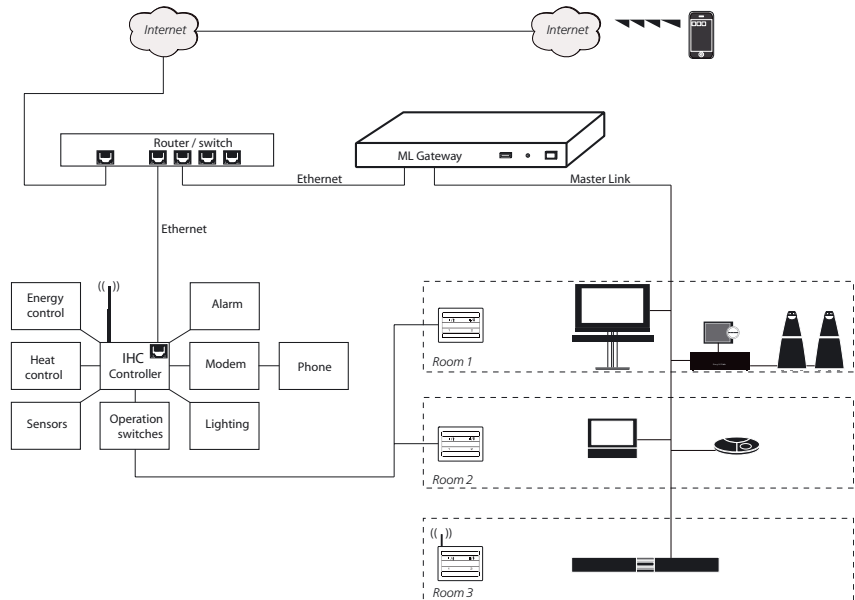 Internet
Internet
Router / switch
ML Gateway
Ethernet
Master Link
Ethernet
Energy
control
Alarm
Heat
control
IHC
Controller
Modem
Phone
Sensors
Operation
switches
Lighting
Room 1
Room 2
Room 3